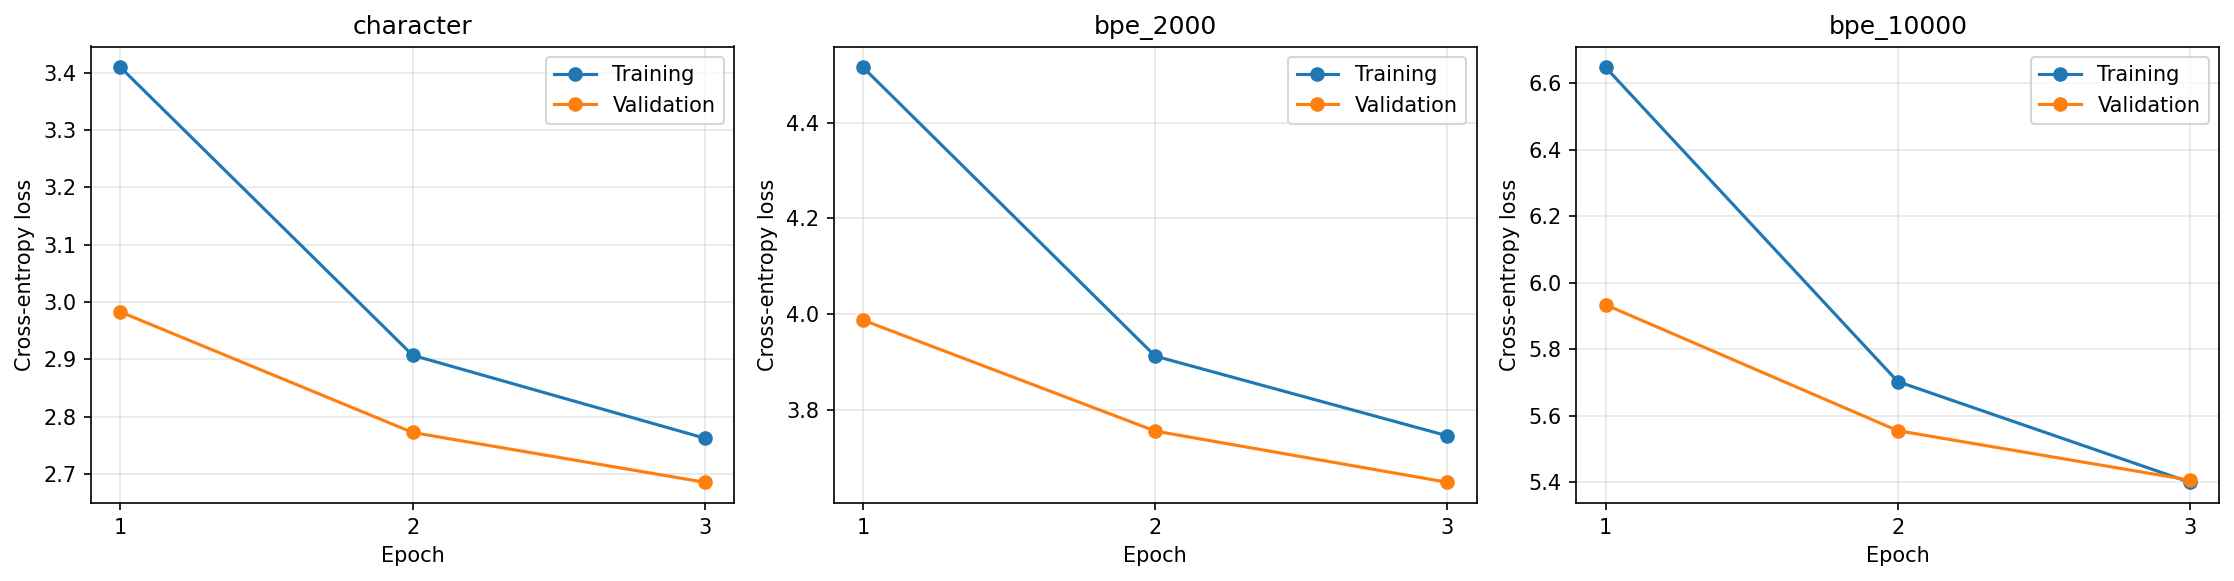 character
3.4
3.3
3.2
3.1
3.0
2.9
2.8
2.7
Cross-entropy loss
Training
Validation
1
2
3
Epoch
bpe_2000
4.4
4.2
4.0
3.8
Cross-entropy loss
Training
Validation
1
2
3
Epoch
bpe_10000
6.6
6.4
6.2
6.0
5.8
5.6
5.4
Cross-entropy loss
Training
Validation
1
2
3
Epoch